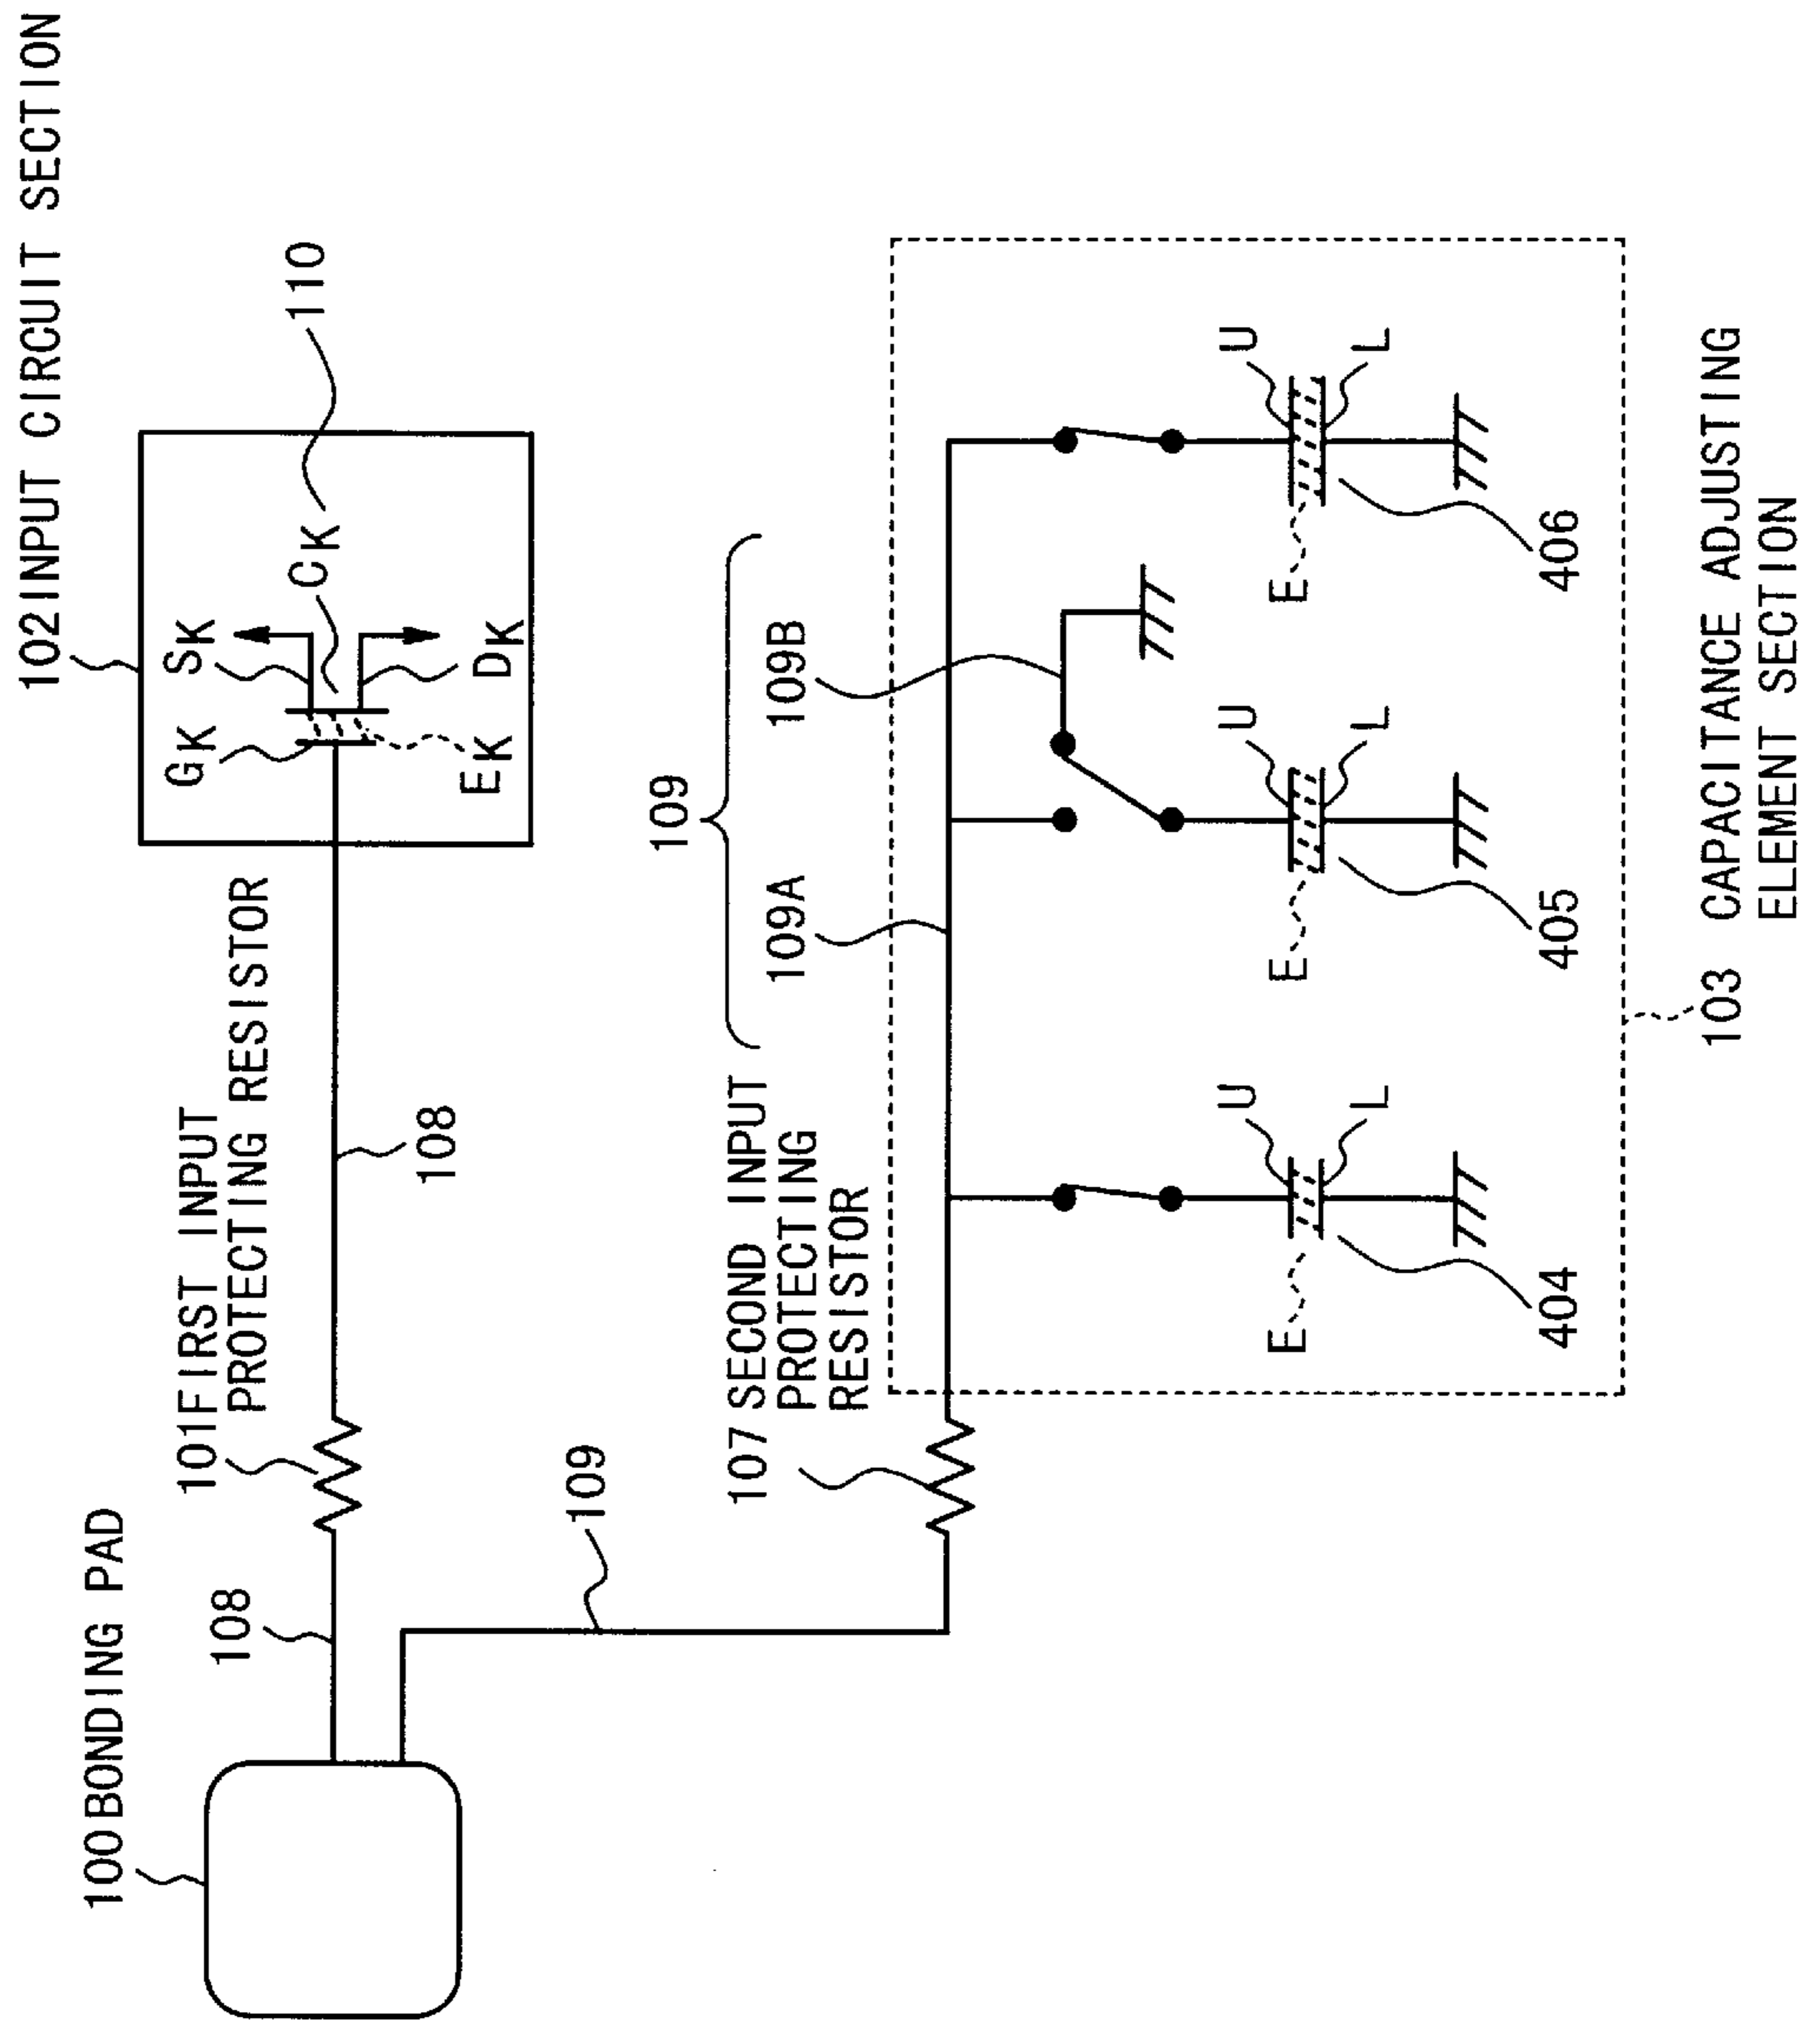 102 INPUT CIRCUIT SECTION
110
SK
CK
GK
DK
EK
101 FIRST INPUT
PROTECTING RESISTOR
108
108
100 BONDING PAD
109
109
109A
109B
107 SECOND INPUT
PROTECTING
RESISTOR
U
L
E
404
U
L
E
405
U
L
E
406
103 CAPACITANCE ADJUSTING
ELEMENT SECTION